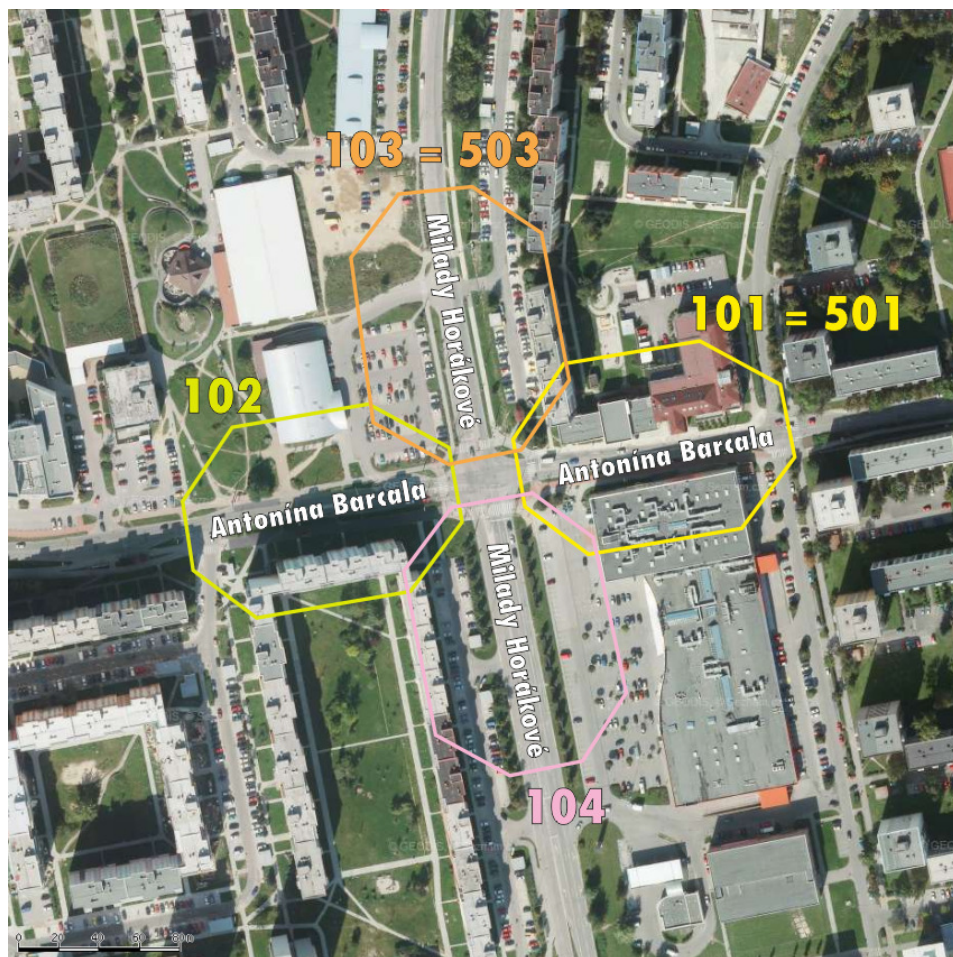 103 = 503
Milady Horákové
101 = 501
102
Antonína Barcala
Antonína Barcala
Milady Horákové
104
0 20 40 60 80 m